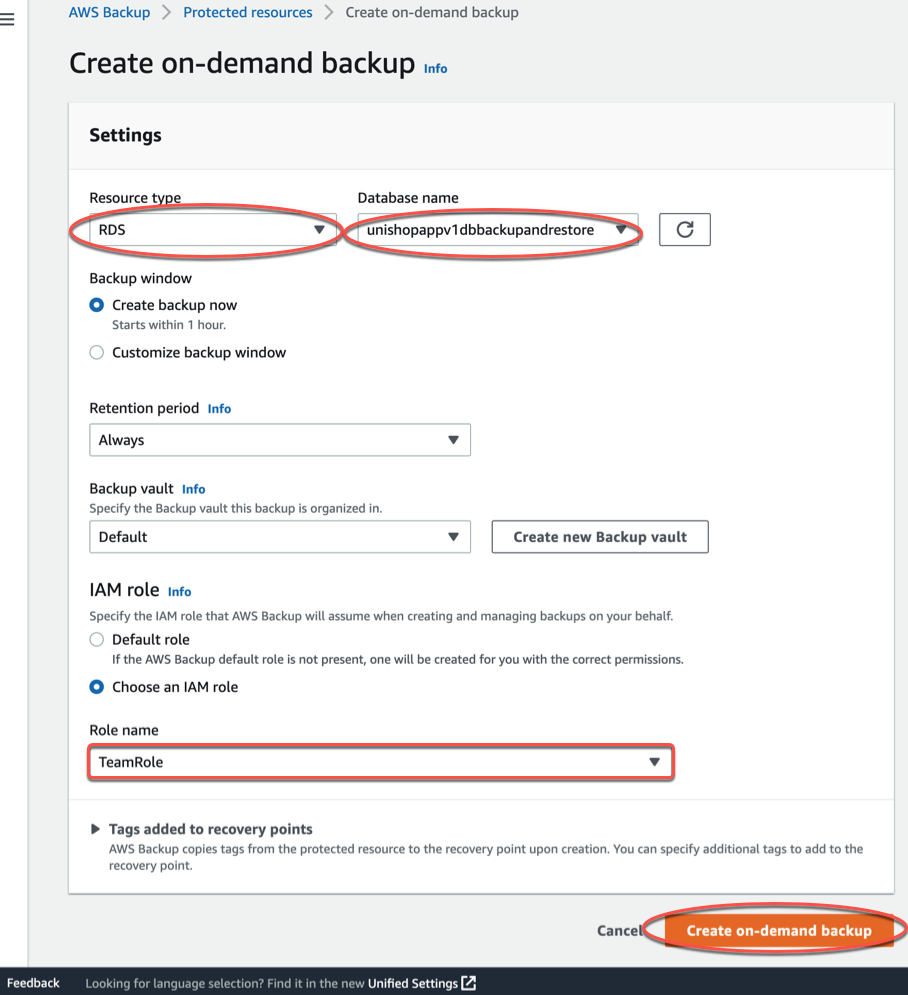 AWS Backup > Protected resources > Create on-demand backup
Create on-demand backup Info
Settings
Resource type
Database name
RDS
unishopappv1dbbackupandrestore
Backup window
Create backup now
Starts within 1 hour.
Customize backup window
Retention period Info
Always
Backup vault Info
Specify the Backup vault this backup is organized in.
Default
Create new Backup vault
IAM role Info
Specify the IAM role that AWS Backup will assume when creating and managing backups on your behalf.
Default role
If the AWS Backup default role is not present, one will be created for you with the correct permissions.
Choose an IAM role
Role name
TeamRole
Tags added to recovery points
AWS Backup copies tags from the protected resource to the recovery point upon creation. You can specify additional tags to add to the
recovery point.
Cancel
Create on-demand backup
Feedback
Looking for language selection? Find it in the new Unified Settings